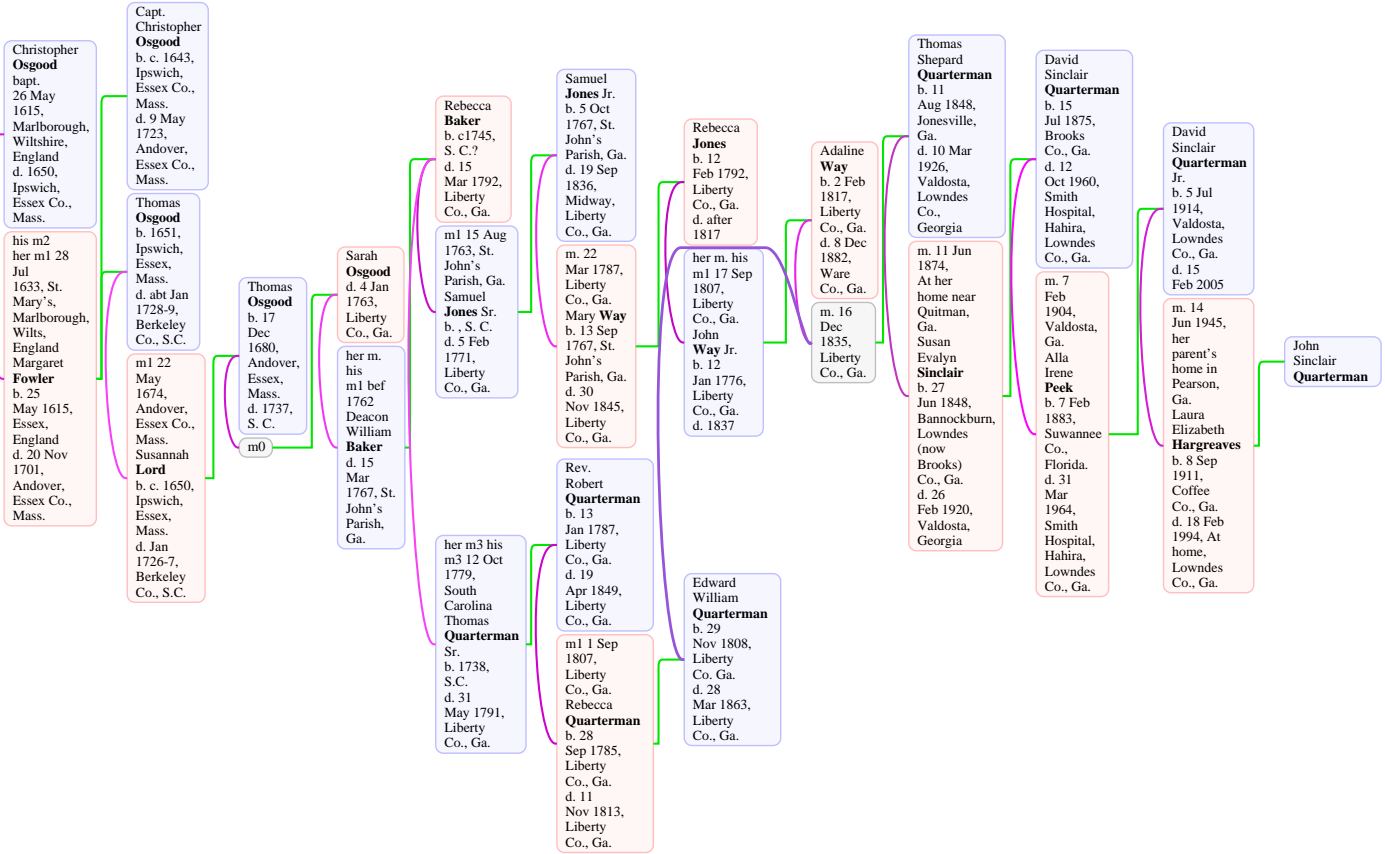 Christopher
Osgood
bapt.
26 May
1615,
Marlborough,
Wiltshire,
England
d. 1650,
Ipswich,
Essex Co.,
Mass.
his m2
her m1 28
Jul
1633, St.
Mary's,
Marlborough,
Wilts,
England
Margaret
Fowler
b. 25
May 1615,
Essex,
England
d. 20 Nov
1701,
Andover,
Essex Co.,
Mass.
Capt.
Christopher
Osgood
b. c. 1643,
Ipswich,
Essex Co.,
Mass.
d. 9 May
1723,
Andover,
Essex Co.,
Mass.
Thomas
Osgood
b. 1651,
Ipswich,
Essex,
Mass.
d. abt Jan
1728-9,
Berkeley
Co., S.C.
m1 22
May
1674,
Andover,
Essex Co.,
Mass.
Susannah
Lord
b. c. 1650,
Ipswich,
Essex,
Mass.
d. Jan
1726-7,
Berkeley
Co., S.C.
Thomas
Osgood
b. 17
Dec
1680,
Andover,
Essex,
Mass.
d. 1737,
S. C.
m0
Sarah
Osgood
d. 4 Jan
1763,
Liberty
Co., Ga.
her m.
his
m1 bef
1762
Deacon
William
Baker
d. 15
Mar
1767, St.
John's
Parish,
Ga.
Rebecca
Baker
b. c1745,
S. C.?
d. 15
Mar 1792,
Liberty
Co., Ga.
m1 15 Aug
1763, St.
John's
Parish, Ga.
Samuel
Jones Sr.
b. , S. C.
d. 5 Feb
1771,
Liberty
Co., Ga.
her m3 his
m3 12 Oct
1779,
South
Carolina
Thomas
Quarterman
Sr.
b. 1738,
S.C.
d. 31
May 1791,
Liberty
Co., Ga.
Samuel
Jones Jr.
b. 5 Oct
1767, St.
John's
Parish, Ga.
d. 19 Sep
1836,
Midway,
Liberty
Co., Ga.
m. 22
Mar 1787,
Liberty
Co., Ga.
Mary Way
b. 13 Sep
1767, St.
John's
Parish, Ga.
d. 30
Nov 1845,
Liberty
Co., Ga.
Rev.
Robert
Quarterman
b. 13
Jan 1787,
Liberty
Co., Ga.
d. 19
Apr 1849,
Liberty
Co., Ga.
m1 1 Sep
1807,
Liberty
Co., Ga.
Rebecca
Quarterman
b. 28
Sep 1785,
Liberty
Co., Ga.
d. 11
Nov 1813,
Liberty
Co., Ga.
Rebecca
Jones
b. 12
Feb 1792,
Liberty
Co., Ga.
d. after
1817
her m. his
m1 17 Sep
1807,
Liberty
Co., Ga.
John
Way Jr.
b. 12
Jan 1776,
Liberty
Co., Ga.
d. 1837
Edward
William
Quarterman
b. 29
Nov 1808,
Liberty
Co. Ga.
d. 28
Mar 1863,
Liberty
Co., Ga.
Adaline
Way
b. 2 Feb
1817,
Liberty
Co., Ga.
d. 8 Dec
1882,
Ware
Co., Ga.
m. 16
Dec
1835,
Liberty
Co., Ga.
Thomas
Shepard
Quarterman
b. 11
Aug 1848,
Jonesville,
Ga.
d. 10 Mar
1926,
Valdosta,
Lowndes
Co.,
Georgia
m. 11 Jun
1874,
At her
home near
Quitman,
Ga.
Susan
Evalyn
Sinclair
b. 27
Jun 1848,
Bannockburn,
Lowndes
(now
Brooks)
Co., Ga.
d. 26
Feb 1920,
Valdosta,
Georgia
David
Sinclair
Quarterman
b. 15
Jul 1875,
Brooks
Co., Ga.
d. 12
Oct 1960,
Smith
Hospital,
Hahira,
Lowndes
Co., Ga.
m. 7
Feb
1904,
Valdosta,
Ga.
Alla
Irene
Peek
b. 7 Feb
1883,
Suwannee
Co.,
Florida.
d. 31
Mar
1964,
Smith
Hospital,
Hahira,
Lowndes
Co., Ga.
David
Sinclair
Quarterman
Jr.
b. 5 Jul
1914,
Valdosta,
Lowndes
Co., Ga.
d. 15
Feb 2005
m. 14
Jun 1945,
her
parent's
home in
Pearson,
Ga.
Laura
Elizabeth
Hargreaves
b. 8 Sep
1911,
Coffee
Co., Ga.
d. 18 Feb
1994, At
home,
Lowndes
Co., Ga.
John
Sinclair
Quarterman